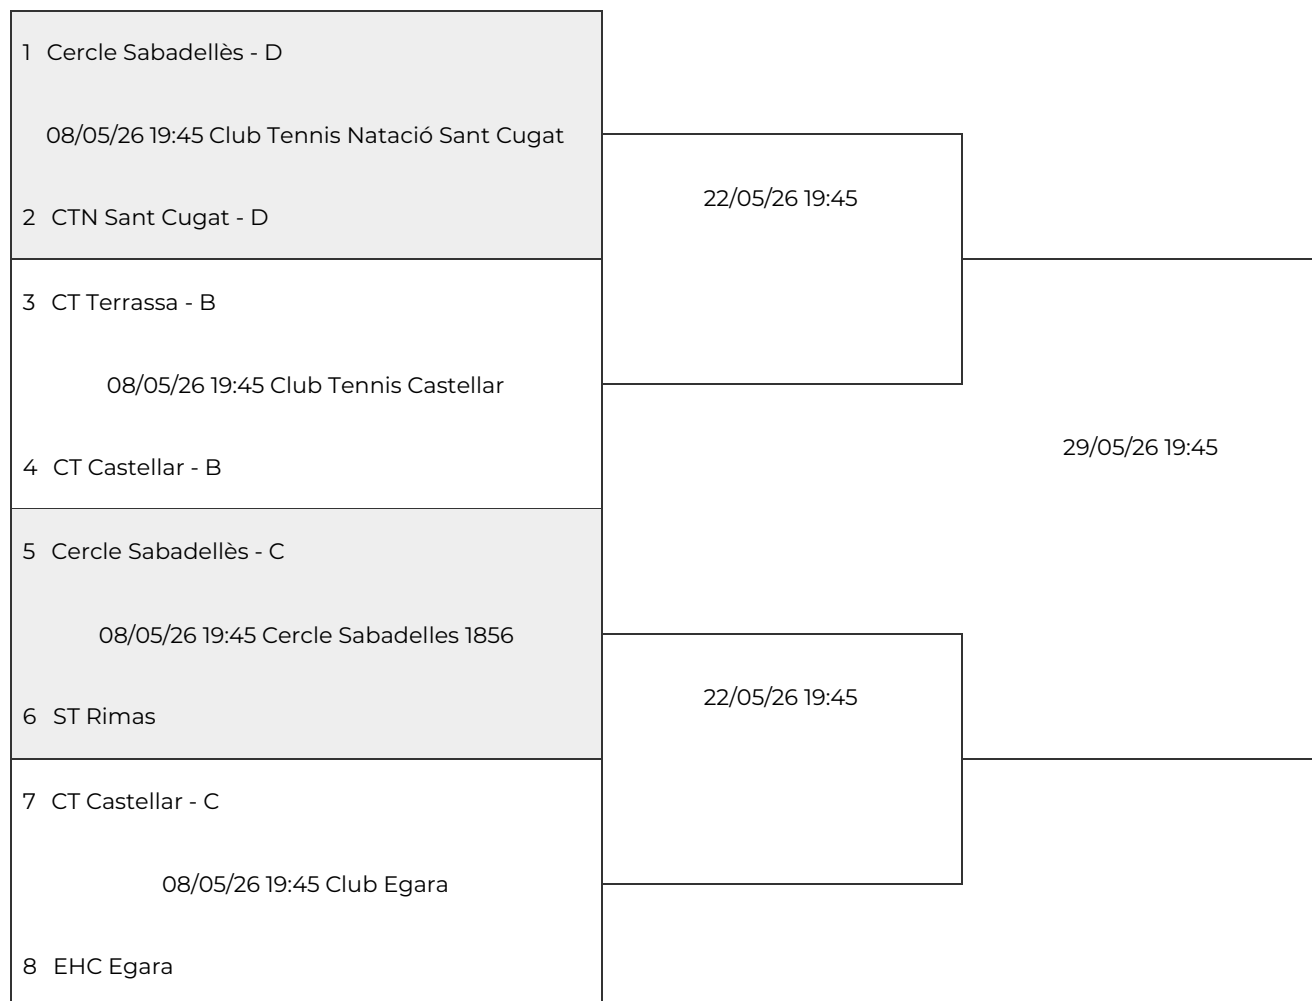 1 Cercle Sabadellès - D
08/05/26 19:45 Club Tennis Natació Sant Cugat
2 CTN Sant Cugat - D
22/05/26 19:45
3 CT Terrassa - B
08/05/26 19:45 Club Tennis Castellar
4 CT Castellar - B
29/05/26 19:45
5 Cercle Sabadellès - C
08/05/26 19:45 Cercle Sabadelles 1856
6 ST Rimas
22/05/26 19:45
7 CT Castellar - C
08/05/26 19:45 Club Egara
8 EHC Egara